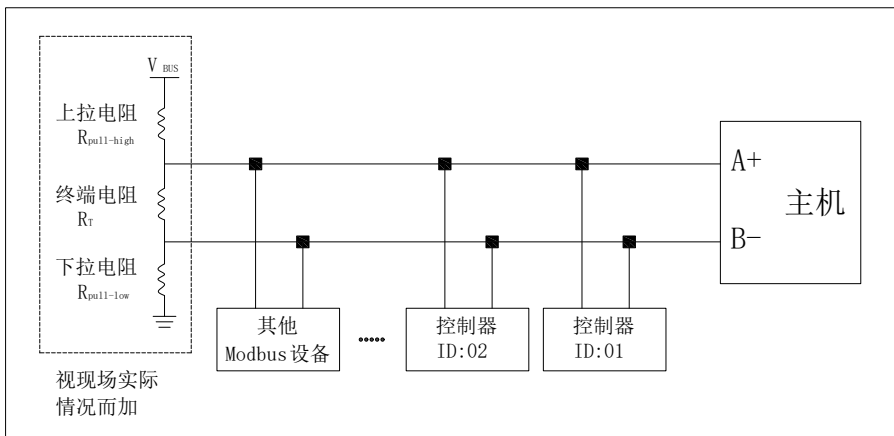 V BUS
上拉电阻
Rpull-high
终端电阻
RT
下拉电阻
Rpull-low
视现场实际
情况而加
其他
Modbus设备
控制器
ID:02
控制器
ID:01
A+
B-
主机